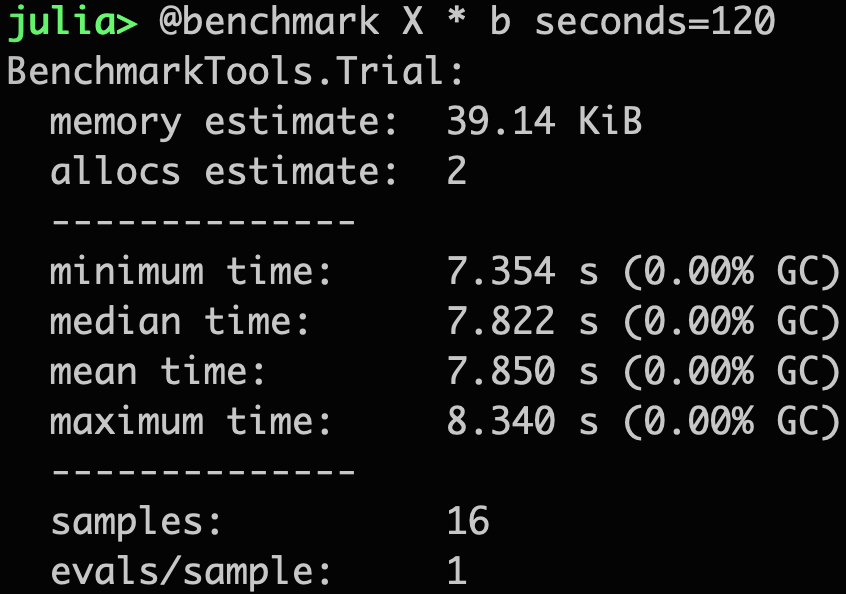 julia> @benchmark X * b seconds=120
BenchmarkTools.Trial:
  memory estimate:  39.14 KiB
  allocs estimate:  2
  --------------
  minimum time:     7.354 s (0.00% GC)
  median time:      7.822 s (0.00% GC)
  mean time:        7.850 s (0.00% GC)
  maximum time:     8.340 s (0.00% GC)
  --------------
  samples:          16
  evals/sample:     1